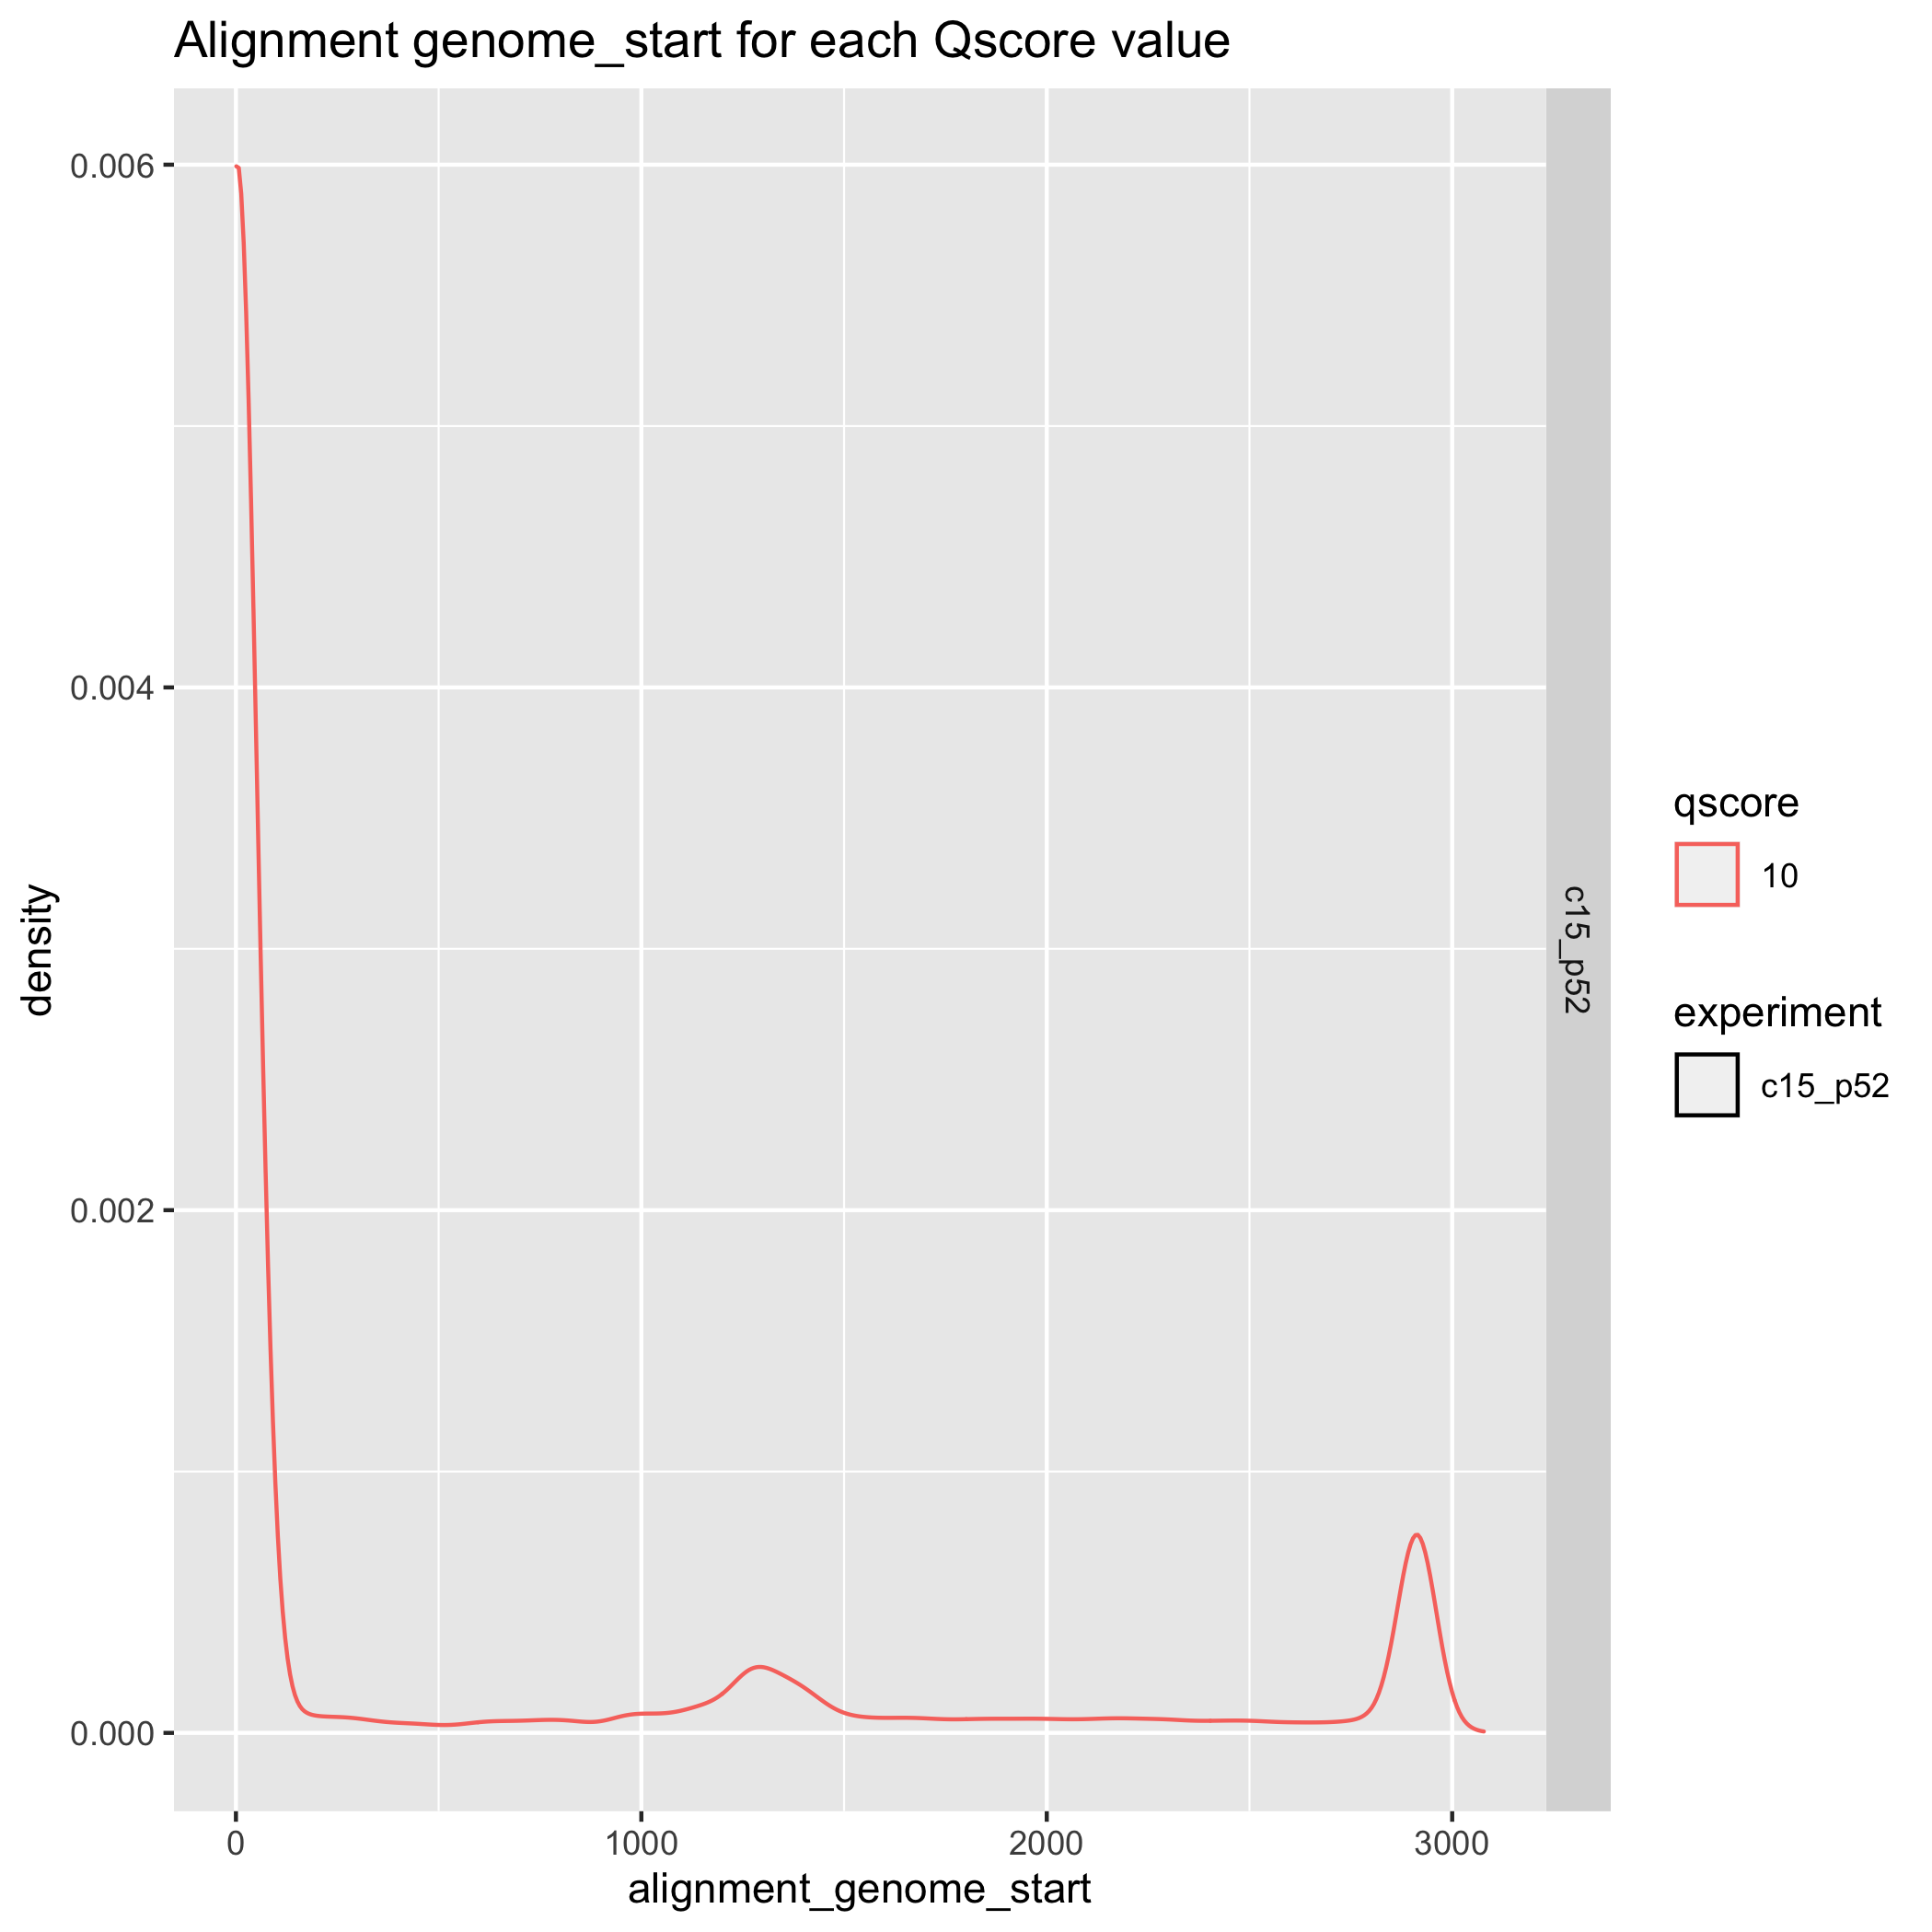 Alignment genome_start for each Qscore value
0.006
0.004
0.002
0.000
density
0
1000
2000
3000
alignment_genome_start
c15_p52
qscore
10
experiment
c15_p52